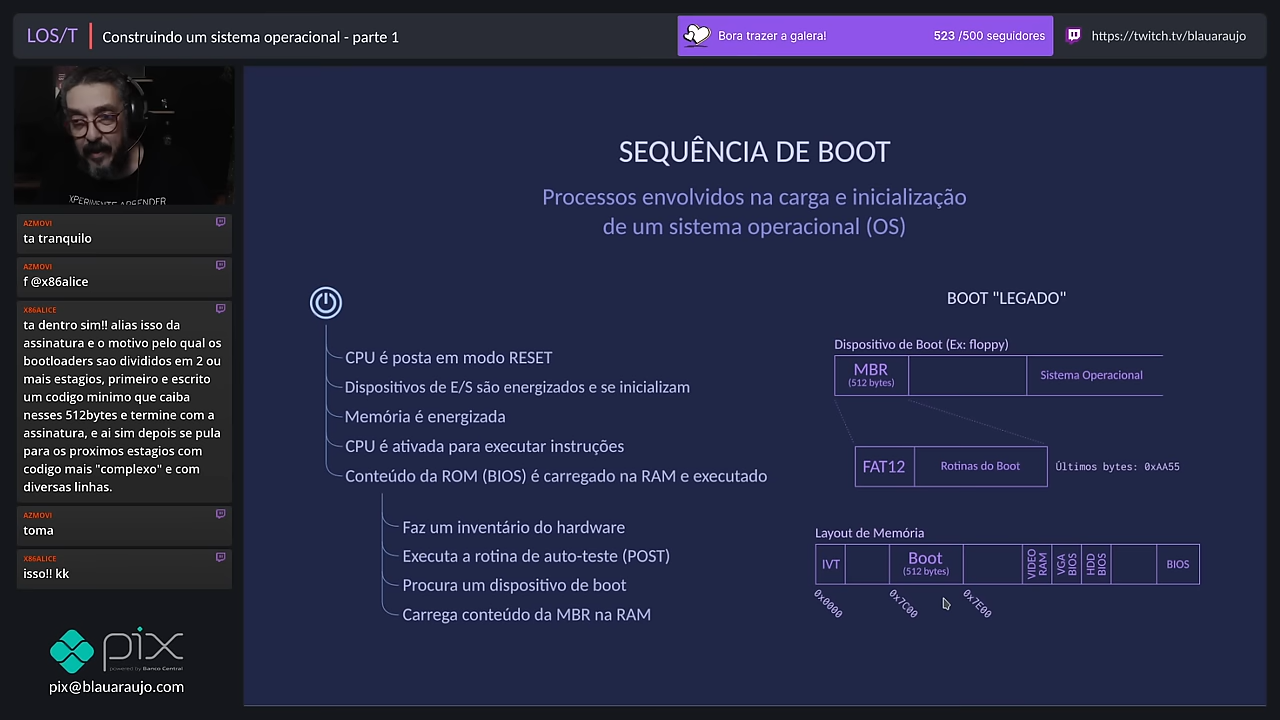 LOS/T
Construindo um sistema operacional - parte 1
Bora trazer a galera!
523 /500 seguidores
https://twitch.tv/blauaraujo
XPERIMENTE APRENDER
AZMOVI
ta tranquilo
AZMOVI
f @x86alice
X86ALICE
ta dentro sim!! alias isso da
assinatura e o motivo pelo qual os
bootloaders sao divididos em 2 ou
mais estagios, primeiro e escrito
um codigo minimo que caiba
nesses 512bytes e termine com a
assinatura, e ai sim depois se pula
para os proximos estagios com
codigo mais "complexo" e com
diversas linhas.
AZMOVI
toma
X86ALICE
isso!! kk
pix
powered by Banco Central
pix@blauaraujo.com
SEQUÊNCIA DE BOOT
Processos envolvidos na carga e inicialização
de um sistema operacional (OS)
CPU é posta em modo RESET
Dispositivos de E/S são energizados e se inicializam
Memória é energizada
CPU é ativada para executar instruções
Conteúdo da ROM (BIOS) é carregado na RAM e executado
Faz um inventário do hardware
Executa a rotina de auto-teste (POST)
Procura um dispositivo de boot
Carrega conteúdo da MBR na RAM
BOOT "LEGADO"
Dispositivo de Boot (Ex: floppy)
MBR
(512 bytes)
Sistema Operacional
FAT12
Rotinas do Boot
Últimos bytes: 0xAA55
Layout de Memória
IVT
Boot
(512 bytes)
VIDEO
RAM
VGA
BIOS
HDD
BIOS
BIOS
0x0000
0x7C00
0x7E00